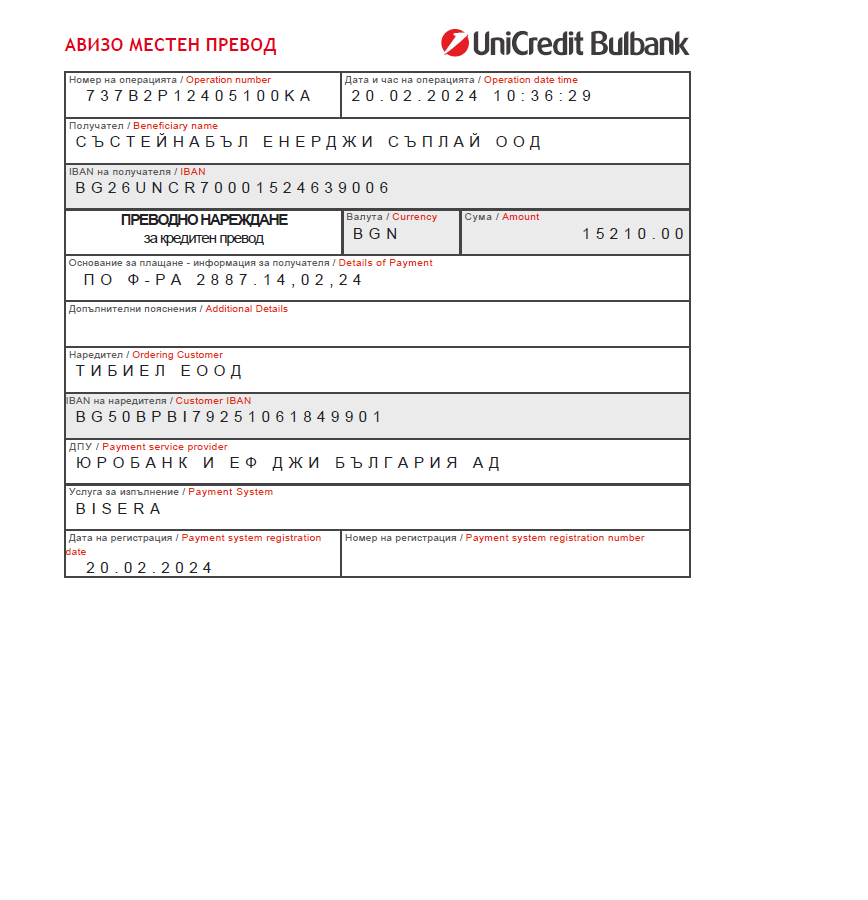 АВИЗО МЕСТЕН ПРЕВОД
UniCredit Bulbank
Номер на операцията / Operation number
737B2P12405100KA
Дата и час на операцията / Operation date time
20.02.2024 10:36:29
Получател / Beneficiary name
СЪСТЕЙНАБЪЛ ЕНЕРДЖИ СЪПЛАЙ ООД
IBAN на получателя / IBAN
BG26UNCR70001524639006
ПРЕВОДНО НАРЕЖДАНЕ
за кредитен превод
Валута / Currency
BGN
Сума / Amount
15210.00
Основание за плащане - информация за получателя / Details of Payment
ПО Ф-РА 2887.14,02,24
Допълнителни пояснения / Additional Details
Наредител / Ordering Customer
ТИБИЕЛ ЕООД
IBAN на наредителя / Customer IBAN
BG50BPBI79251061849901
ДПУ / Payment service provider
ЮРОБАНК И ЕФ ДЖИ БЪЛГАРИЯ АД
Услуга за изпълнение / Payment System
BISERA
Дата на регистрация / Payment system registration
date
20.02.2024
Номер на регистрация / Payment system registration number